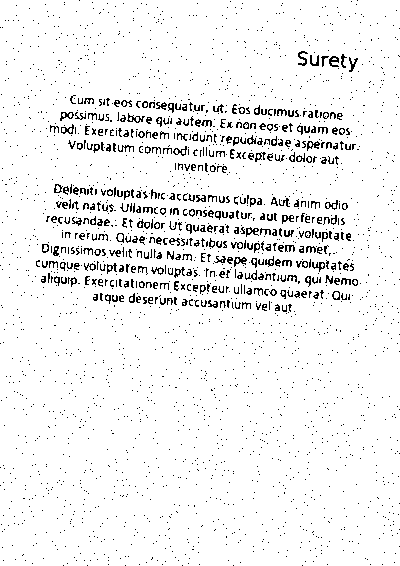 Surety
Cum sit eos consequatur, ut. Eos ducimus ratione
possimus, labore qui autem. Ex non eos et quam eos
modi. Exercitationem incidunt repudiandae aspernatur.
Voluptatum commodi cillum Excepteur dolor aut
inventore.
Deleniti voluptas hic accusamus culpa. Aut anim odio
velit natus. Ullamco in consequatur, aut perferendis
recusandae.. Et dolor Ut quaerat aspernatur voluptate
in rerum. Quae necessitatibus voluptatem amet,.
Dignissimos velit nulla Nam. Et saepe quidem voluptates
cumque voluptatem voluptas. In et laudantium, qui Nemo
aliquip. Exercitationem Excepteur ullamco quaerat. Qui
atque deserunt accusantium vel aut.